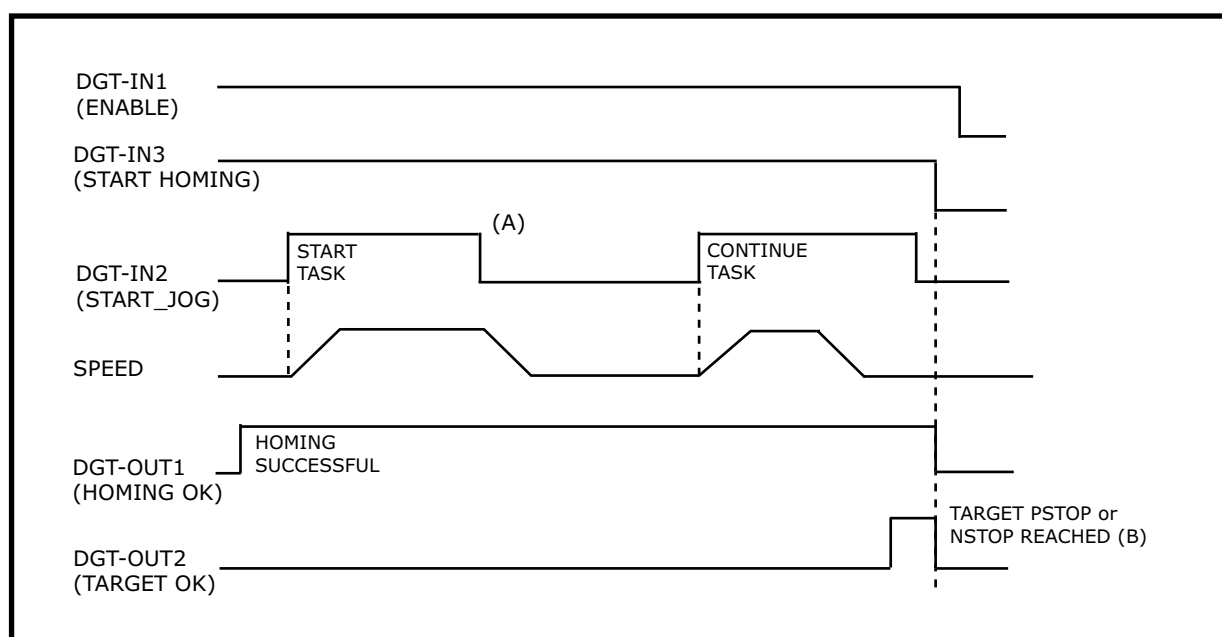 DGT-IN1
(ENABLE)
DGT-IN3
(START HOMING)
(A)
START
TASK
CONTINUE
TASK
DGT-IN2
(START_JOG)
SPEED
HOMING
SUCCESSFUL
DGT-OUT1
(HOMING OK)
TARGET PSTOP or
NSTOP REACHED (B)
DGT-OUT2
(TARGET OK)